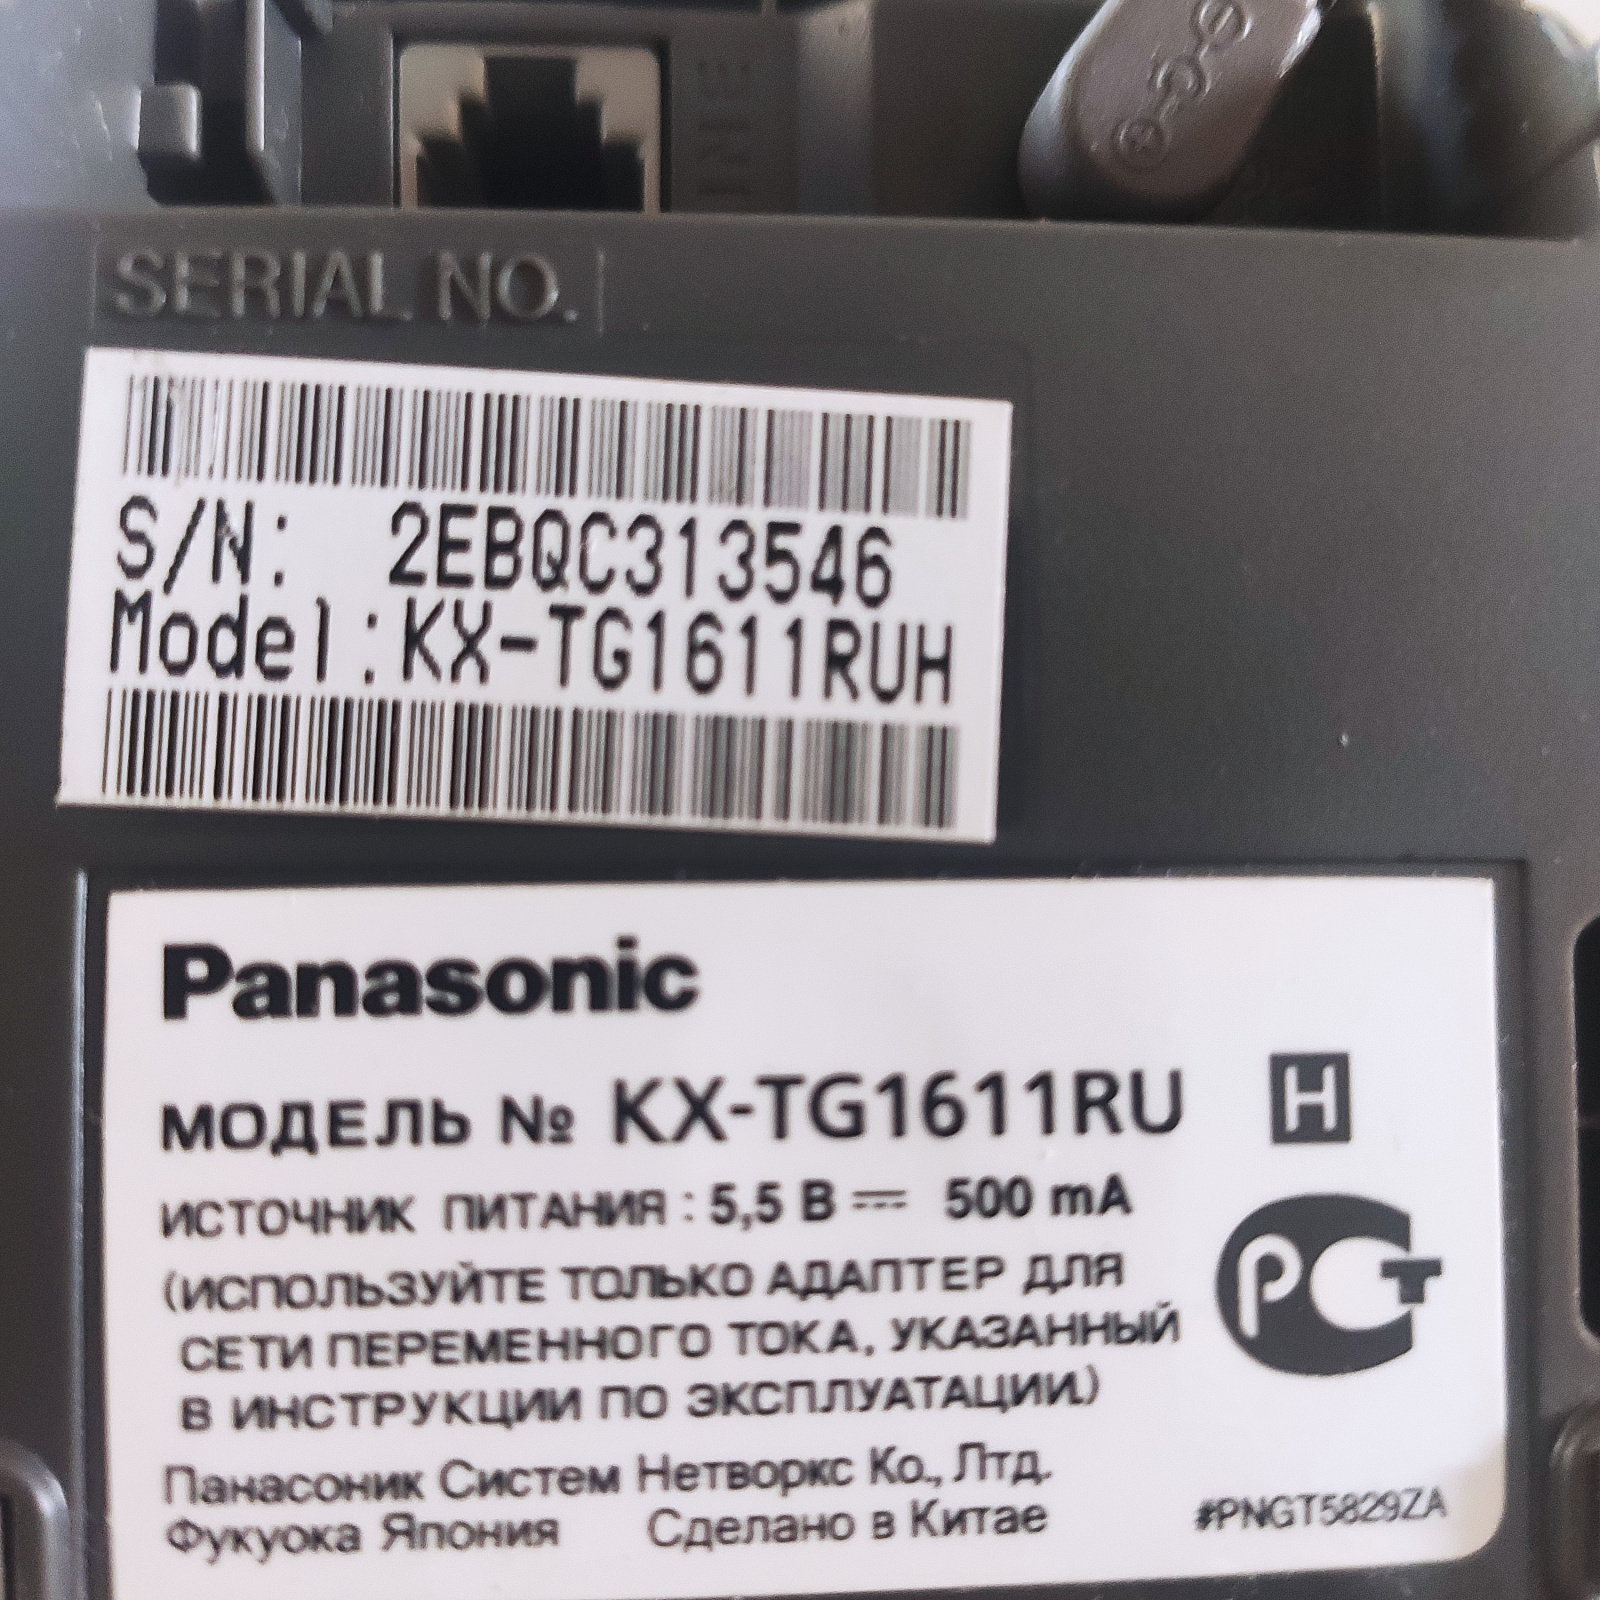 LINE
SERIAL NO.
S/N: 2EBQC313546
Model:KX-TG1611RUH
Panasonic
МОДЕЛЬ № KX-TG1611RU H
ИСТОЧНИК ПИТАНИЯ : 5,5 В ⎓ 500 mA
(ИСПОЛЬЗУЙТЕ ТОЛЬКО АДАПТЕР ДЛЯ
СЕТИ ПЕРЕМЕННОГО ТОКА, УКАЗАННЫЙ
В ИНСТРУКЦИИ ПО ЭКСПЛУАТАЦИИ.)
РСТ
Панасоник Систем Нетворкс Ко., Лтд.
Фукуока Япония Сделано в Китае
#PNGT5829ZA